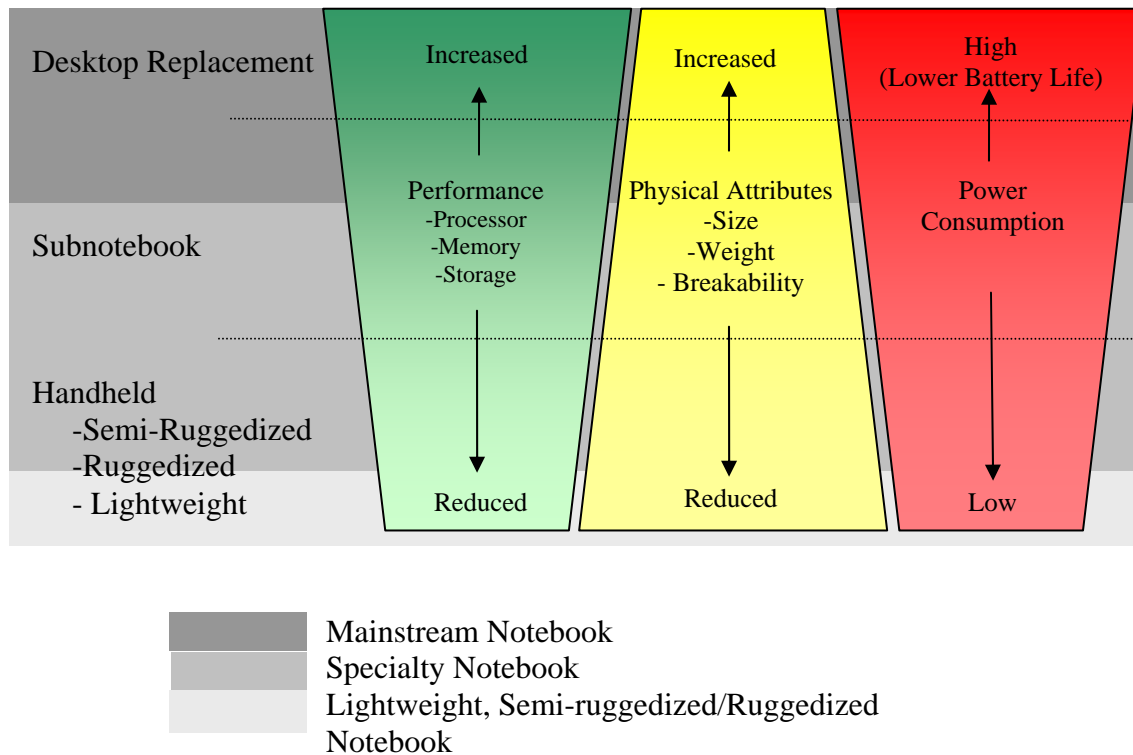 Desktop Replacement
Subnotebook
Handheld
-Semi-Ruggedized
-Ruggedized
- Lightweight
Increased
Performance
-Processor
-Memory
-Storage
Reduced
Increased
Physical Attributes
-Size
-Weight
- Breakability
Reduced
High
(Lower Battery Life)
Power
Consumption
Low
Mainstream Notebook
Specialty Notebook
Lightweight, Semi-ruggedized/Ruggedized
Notebook